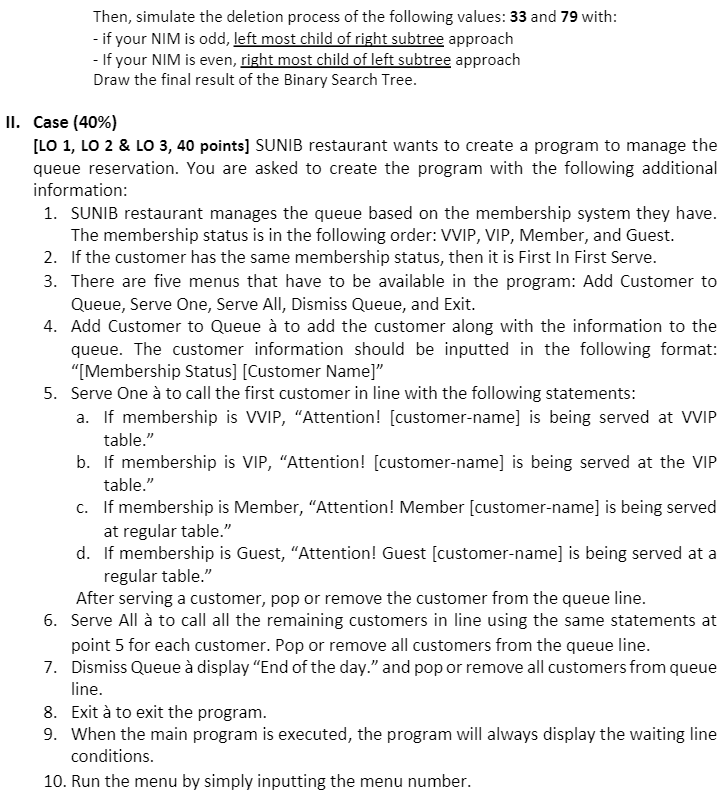 Then, simulate the deletion process of the following values: 33 and 79 with:
- if your NIM is odd, left most child of right subtree approach
- If your NIM is even, right most child of left subtree approach
Draw the final result of the Binary Search Tree.
II. Case (40%)
[LO 1, LO 2 & LO 3, 40 points] SUNIB restaurant wants to create a program to manage the
queue reservation. You are asked to create the program with the following additional
information:
1. SUNIB restaurant manages the queue based on the membership system they have.
The membership status is in the following order: VVIP, VIP, Member, and Guest.
2. If the customer has the same membership status, then it is First In First Serve.
3. There are five menus that have to be available in the program: Add Customer to
Queue, Serve One, Serve All, Dismiss Queue, and Exit.
4. Add Customer to Queue à to add the customer along with the information to the
queue. The customer information should be inputted in the following format:
“[Membership Status] [Customer Name]”
5. Serve One à to call the first customer in line with the following statements:
a. If membership is VVIP, “Attention! [customer-name] is being served at VVIP
table.”
b. If membership is VIP, “Attention! [customer-name] is being served at the VIP
table.”
c. If membership is Member, “Attention! Member [customer-name] is being served
at regular table.”
d. If membership is Guest, “Attention! Guest [customer-name] is being served at a
regular table.”
After serving a customer, pop or remove the customer from the queue line.
6. Serve All à to call all the remaining customers in line using the same statements at
point 5 for each customer. Pop or remove all customers from the queue line.
7. Dismiss Queue à display “End of the day.” and pop or remove all customers from queue
line.
8. Exit à to exit the program.
9. When the main program is executed, the program will always display the waiting line
conditions.
10. Run the menu by simply inputting the menu number.